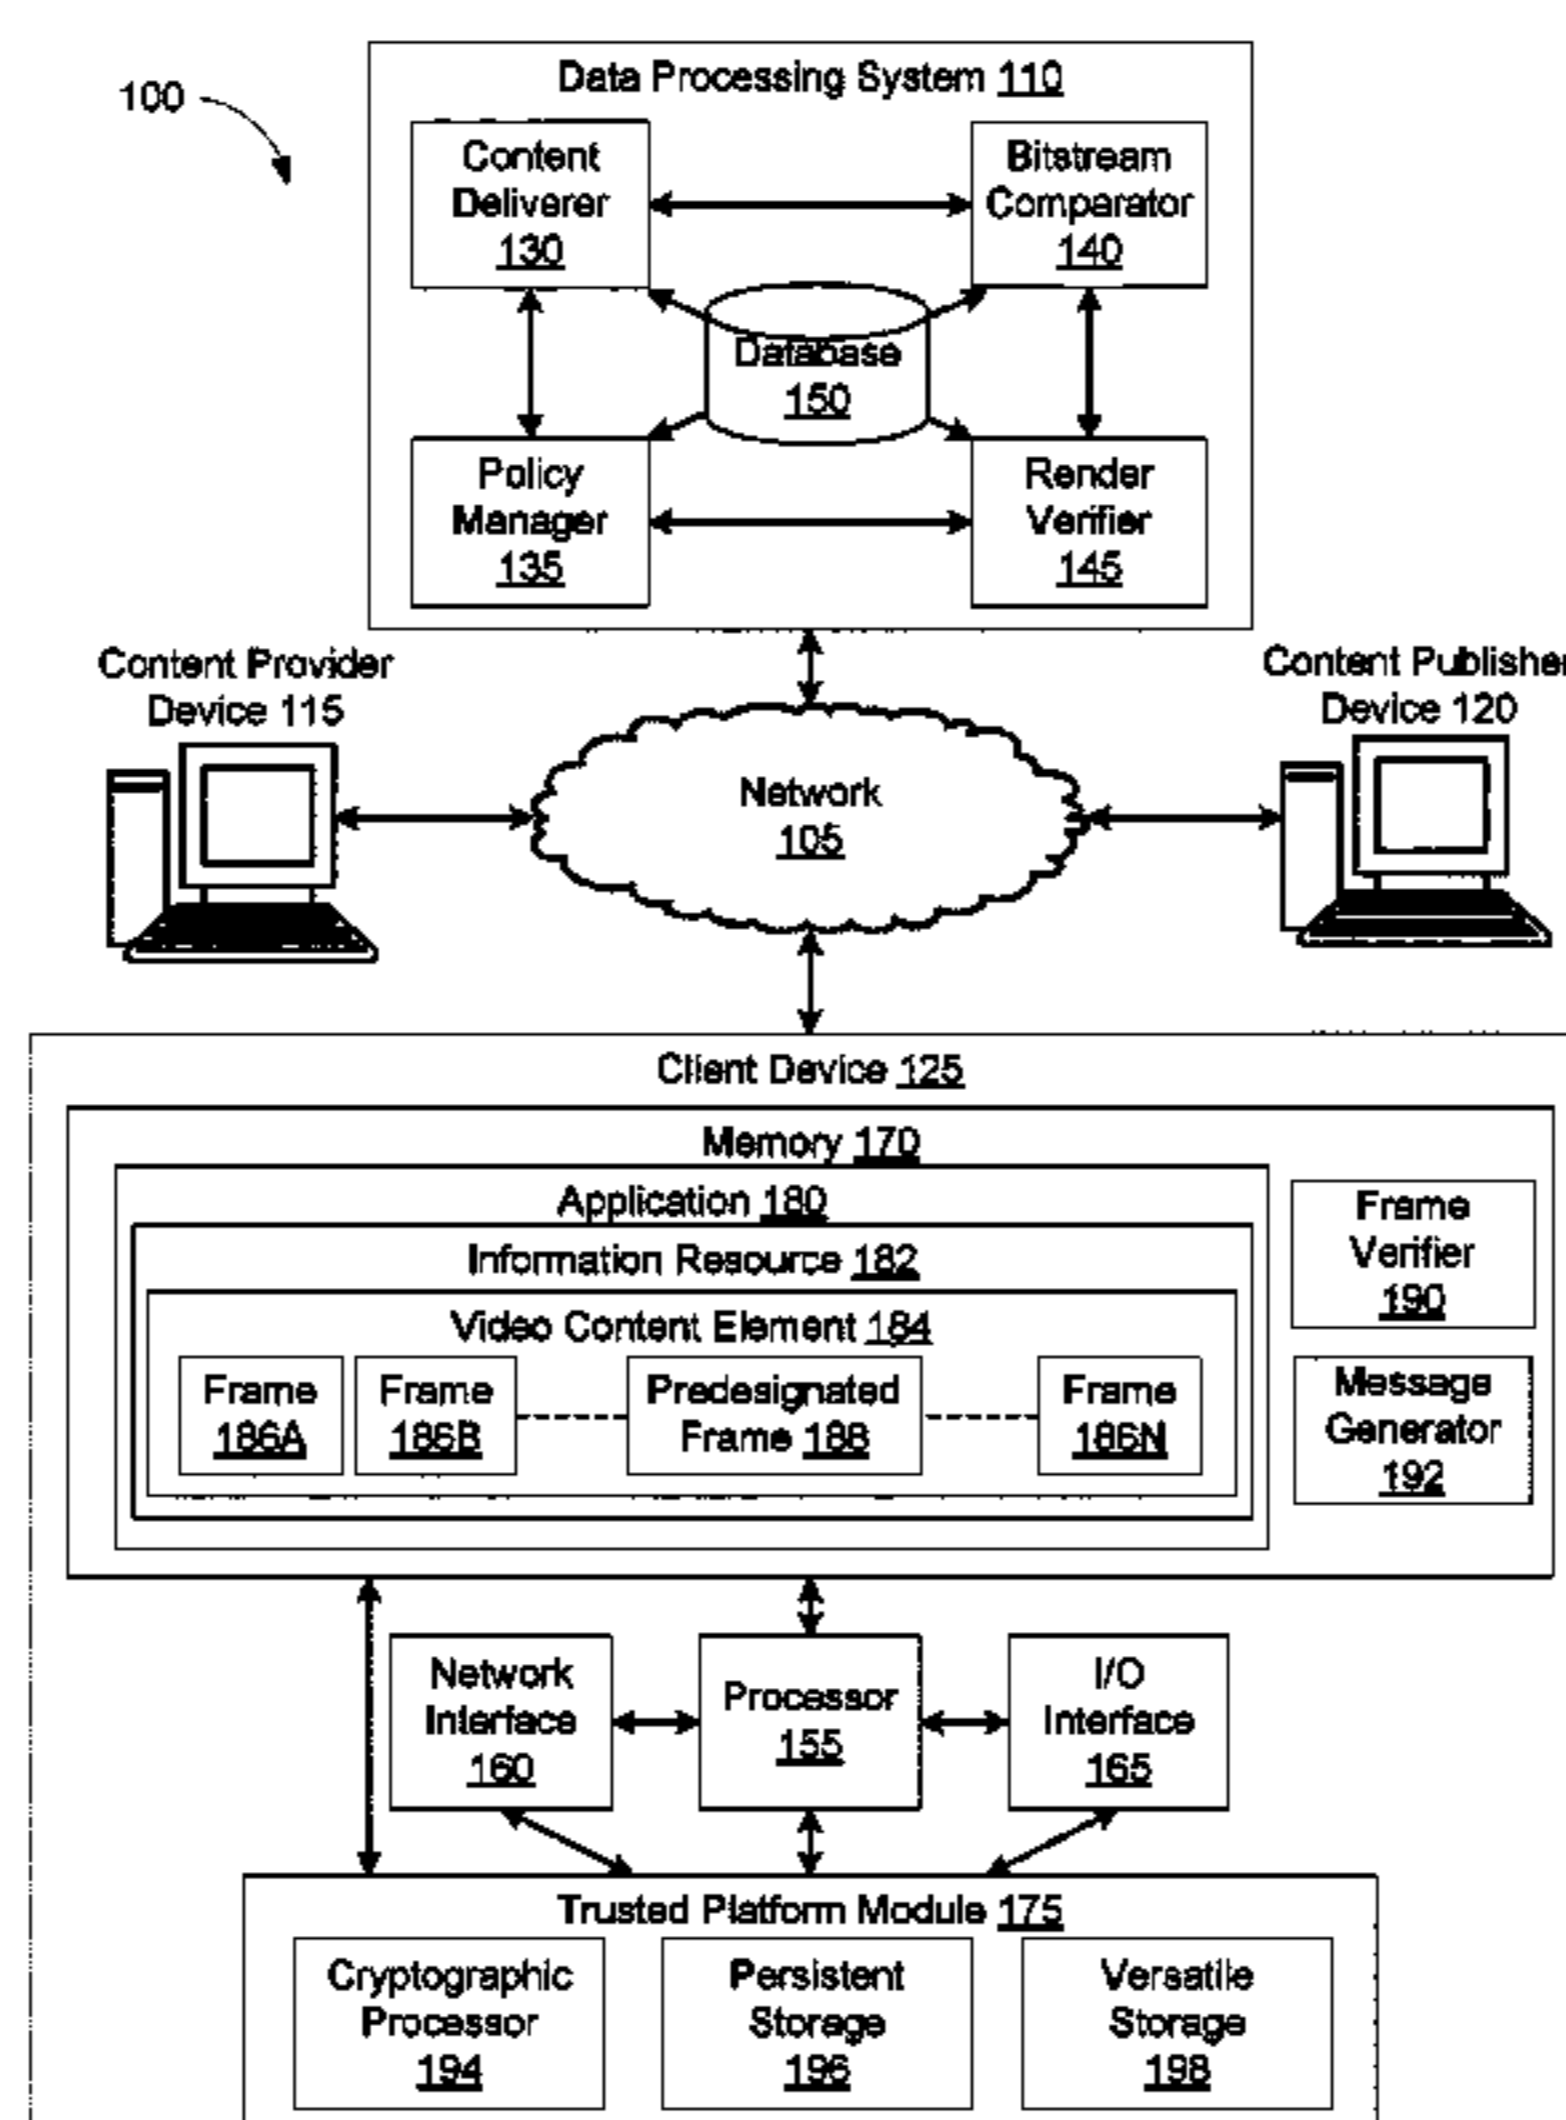 100
Data Processing System 110
Content
Deliverer
130
Bitstream
Comparator
140
Database
150
Policy
Manager
135
Render
Verifier
145
Content Provider
Device 115
Content Publisher
Device 120
Network
105
Client Device 125
Memory 170
Application 180
Information Resource 182
Video Content Element 184
Frame
186A
Frame
186B
Predesignated
Frame 188
Frame
186N
Frame
Verifier
190
Message
Generator
192
Network
Interface
160
Processor
155
I/O
Interface
165
Trusted Platform Module 175
Cryptographic
Processor
194
Persistent
Storage
196
Versatile
Storage
198